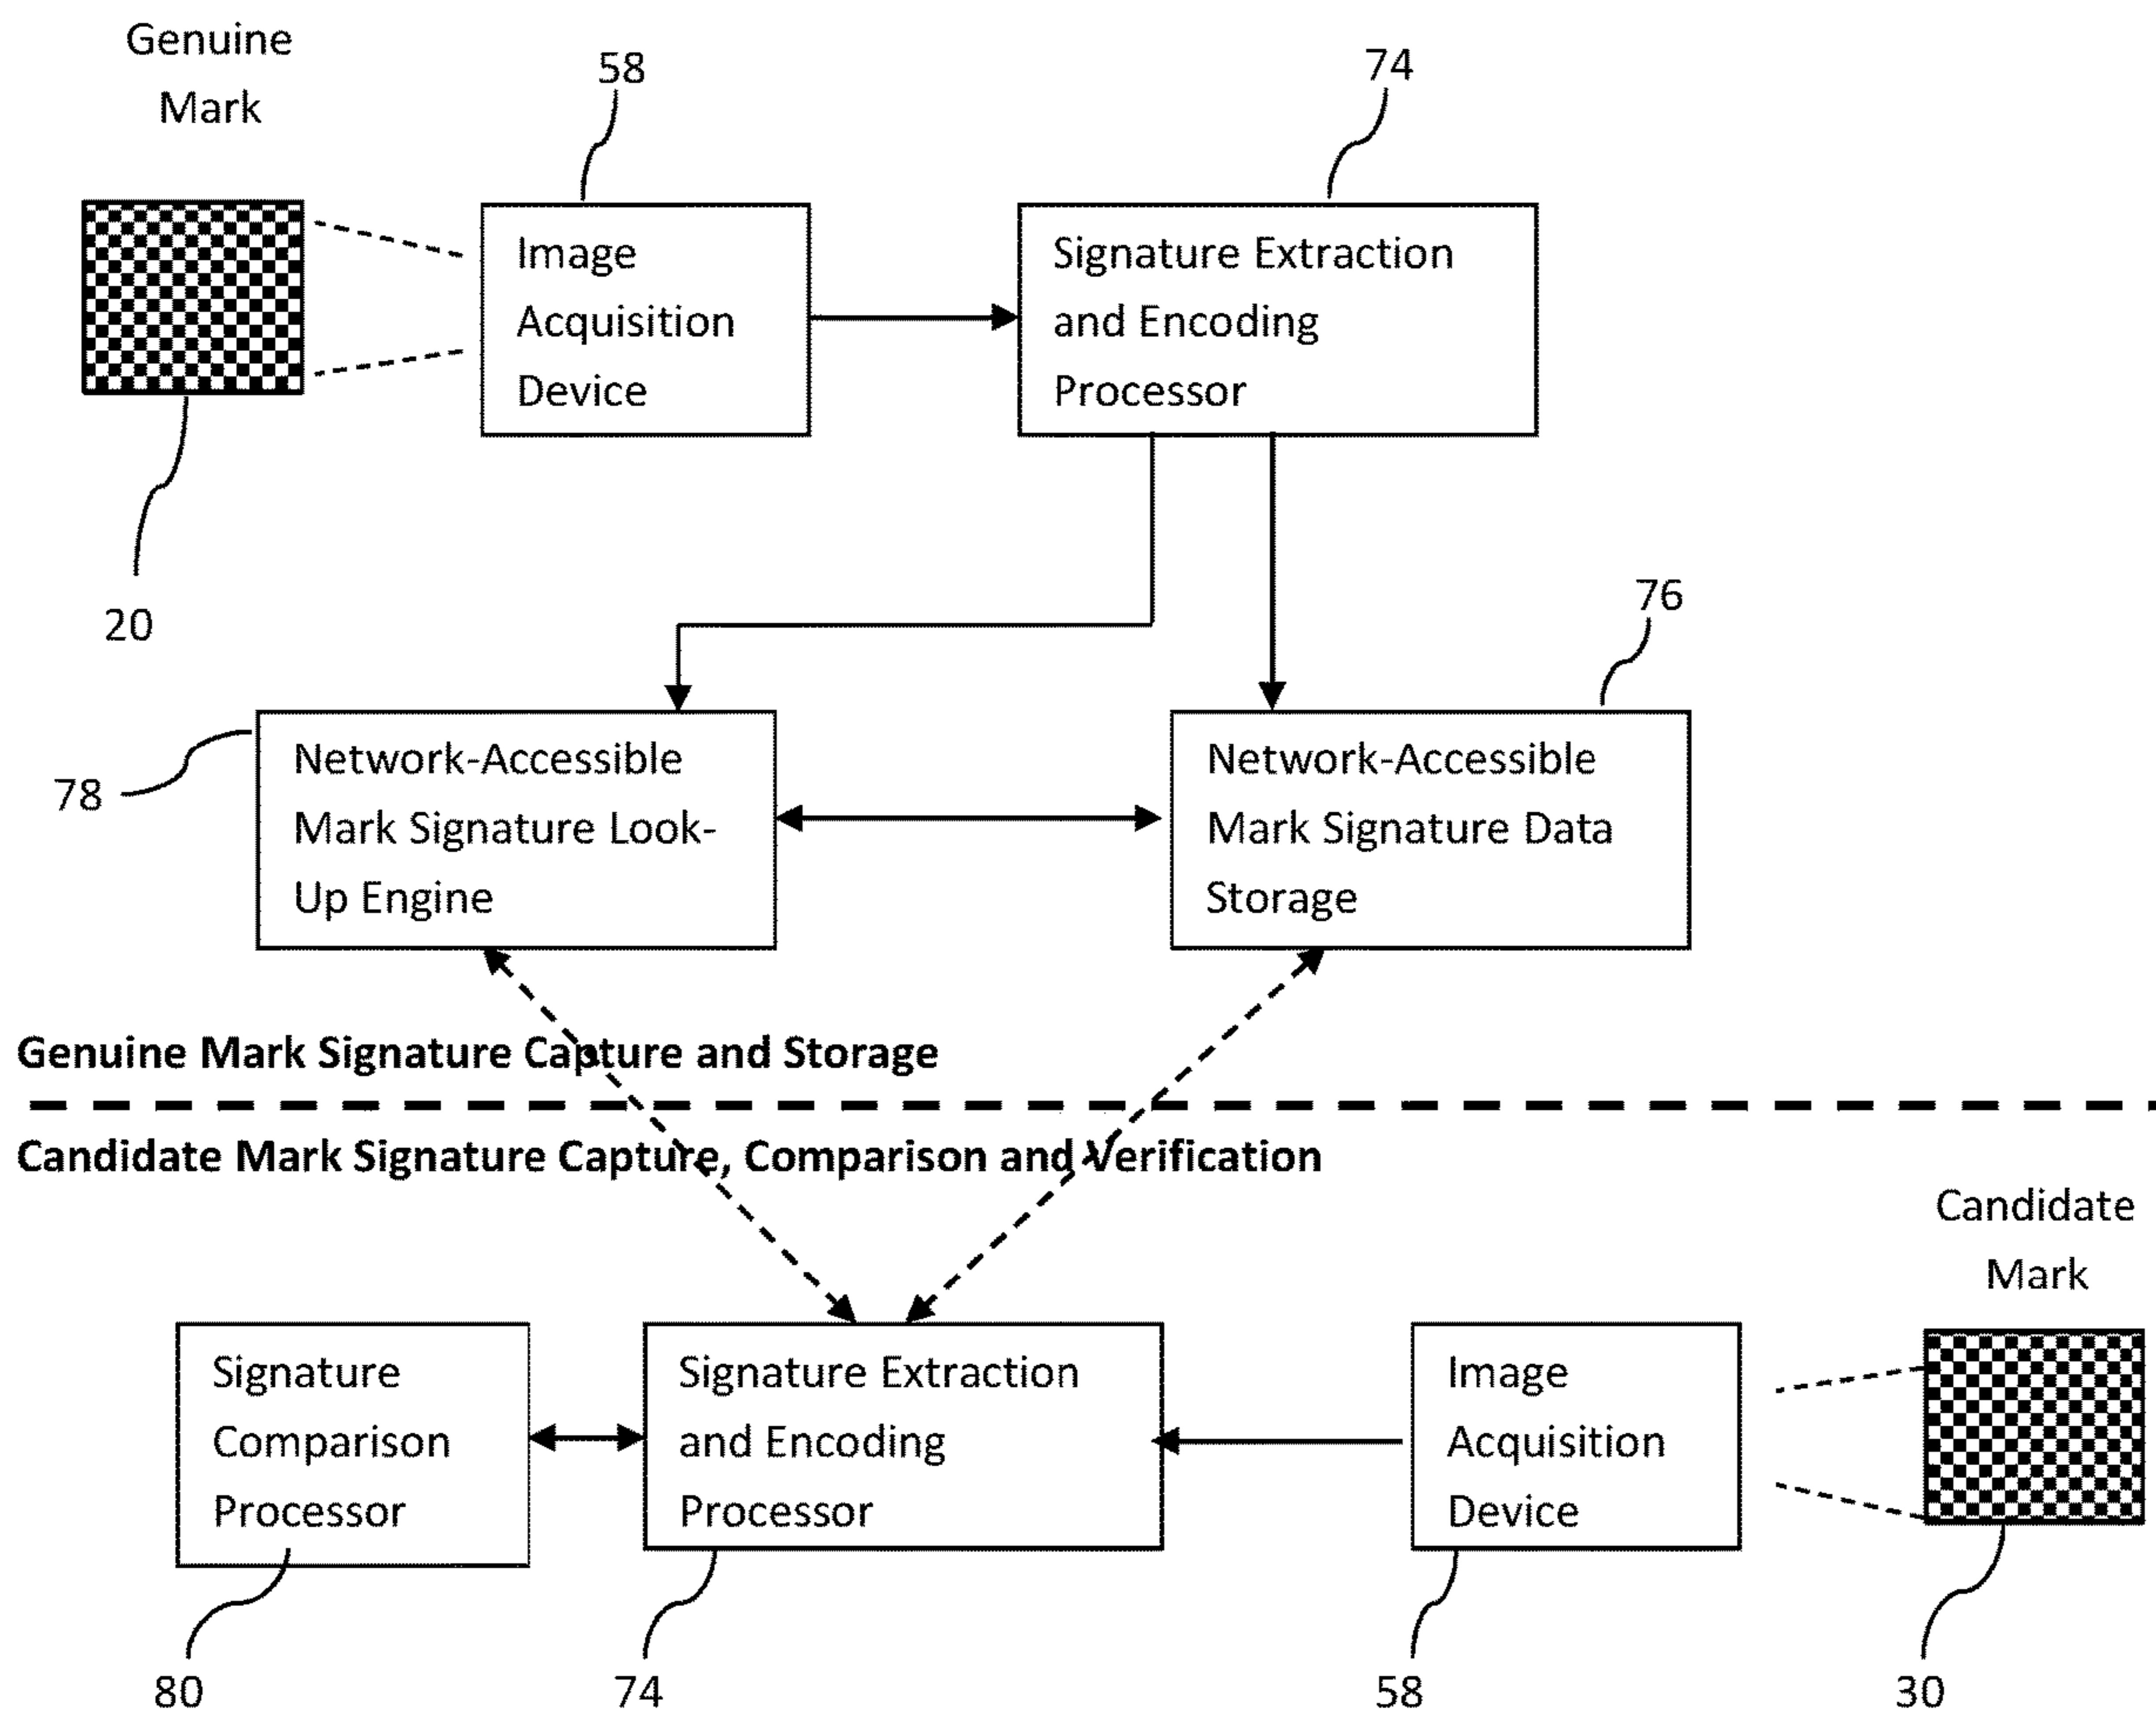 Genuine
Mark
58
74
Image
Acquisition
Device
Signature Extraction
and Encoding
Processor
20
76
78
Network-Accessible
Mark Signature Look-
Up Engine
Network-Accessible
Mark Signature Data
Storage
Genuine Mark Signature Capture and Storage
Candidate Mark Signature Capture, Comparison and Verification
Candidate
Mark
Signature
Comparison
Processor
Signature Extraction
and Encoding
Processor
Image
Acquisition
Device
80
74
58
30